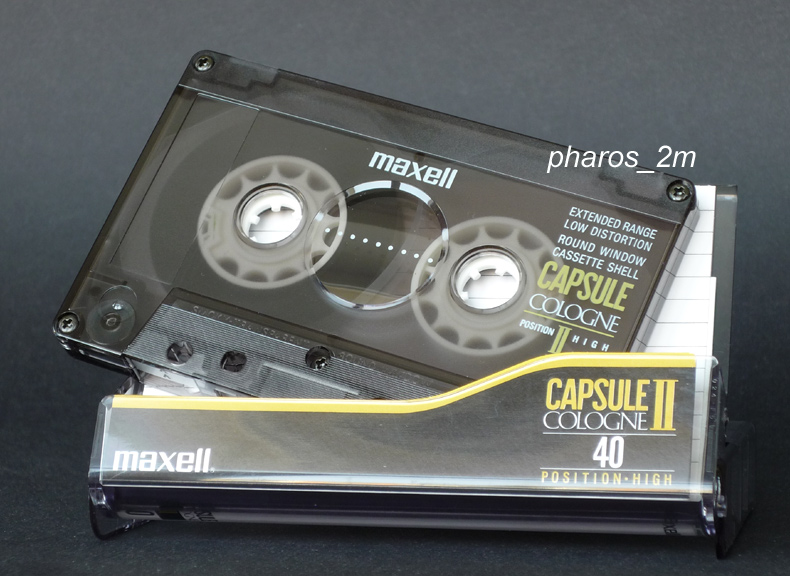 pharos_2m
maxell
EXTENDED RANGE
LOW DISTORTION
ROUND WINDOW
CASSETTE SHELL
CAPSULE
COLOGNE
POSITION II HIGH
CAPSULE II
COLOGNE
40
maxell
POSITION·HIGH